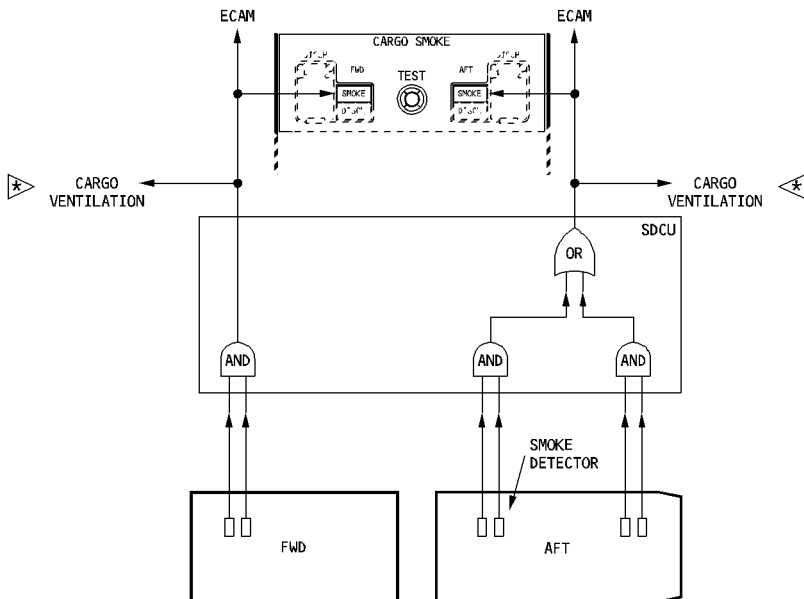 ECAM
ECAM
CARGO SMOKE
FWD
TEST
AFT
SMOKE
SMOKE
*
CARGO
VENTILATION
CARGO
VENTILATION
*
SDCU
OR
AND
AND
AND
SMOKE
DETECTOR
FWD
AFT